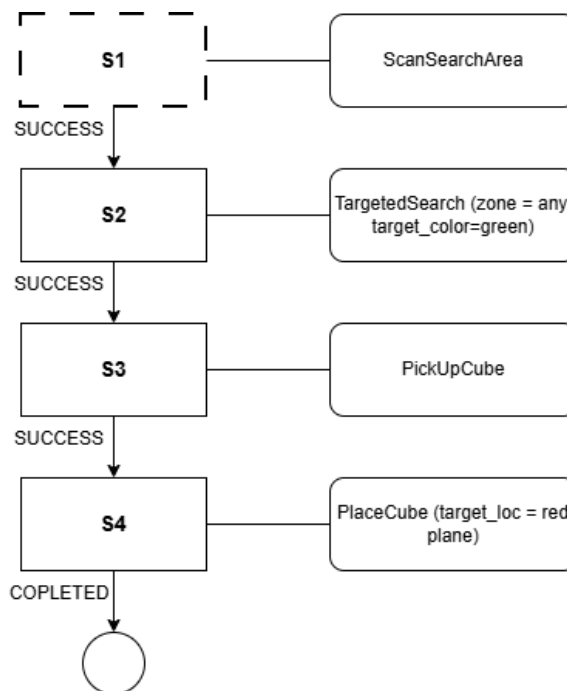 S1
ScanSearchArea
SUCCESS
S2
TargetedSearch (zone = any
target_color=green)
SUCCESS
S3
PickUpCube
SUCCESS
S4
PlaceCube (target_loc = red
plane)
COPLETED